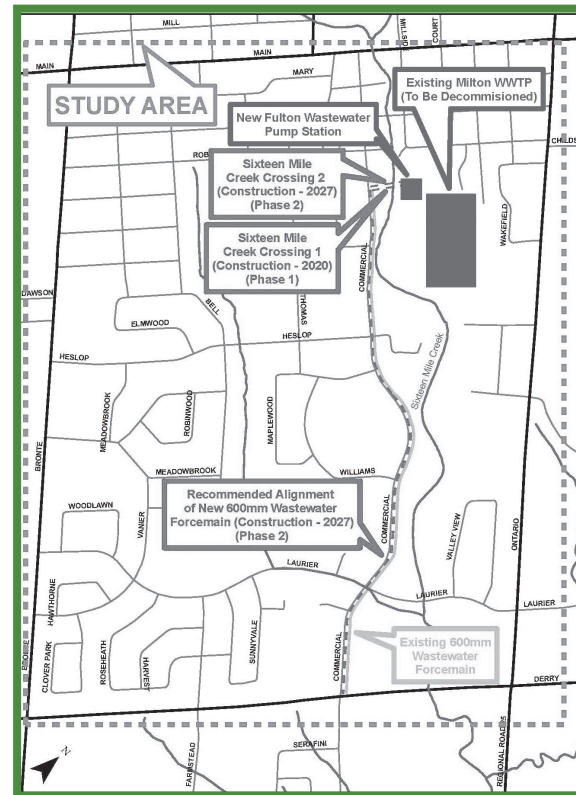 MILL
MAIN
MAIN
MILLSIDE
COURT
MARY
STUDY AREA
Existing Milton WWTP
(To Be Decommisioned)
New Fulton Wastewater
Pump Station
CHILDS
Sixteen Mile
Creek Crossing 2
(Construction - 2027)
(Phase 2)
WAKEFIELD
Sixteen Mile
Creek Crossing 1
(Construction - 2020)
(Phase 1)
COMMERCIAL
DAWSON
BELL
THOMAS
ELMWOOD
HESLOP
HESLOP
Sixteen Mile Creek
MEADOWBROOK
ROBINWOOD
MAPLEWOOD
BRONTE
MEADOWBROOK
WILLIAMS
Recommended Alignment
of New 600mm Wastewater
Forcemain (Construction - 2027)
(Phase 2)
WOODLAWN
VANIER
COMMERCIAL
VALLEY VIEW
ONTARIO
LAURIER
LAURIER
LAURIER
HAWTHORNE
CLOVER PARK
ROSEHEATH
HARVEST
SUNNYVALE
COMMERCIAL
Existing 600mm
Wastewater
Forcemain
DERRY
SERAFINI
FARMSTEAD
REGIONAL ROAD 25
N